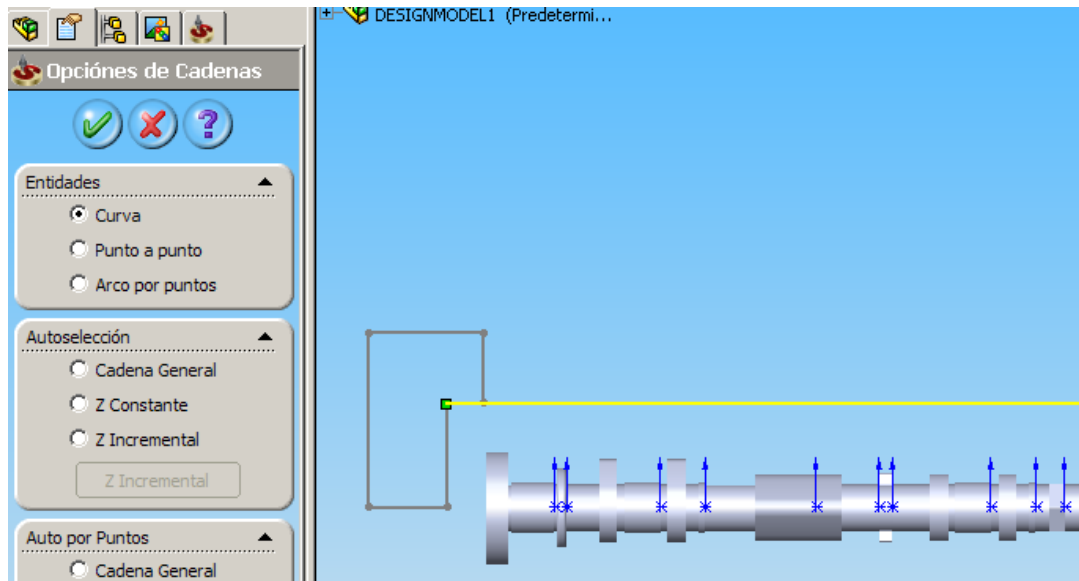 DESIGNMODEL1 (Predetermi...
Opciónes de Cadenas
Entidades
Curva
Punto a punto
Arco por puntos
Autoselección
Cadena General
Z Constante
Z Incremental
Z Incremental
Auto por Puntos
Cadena General